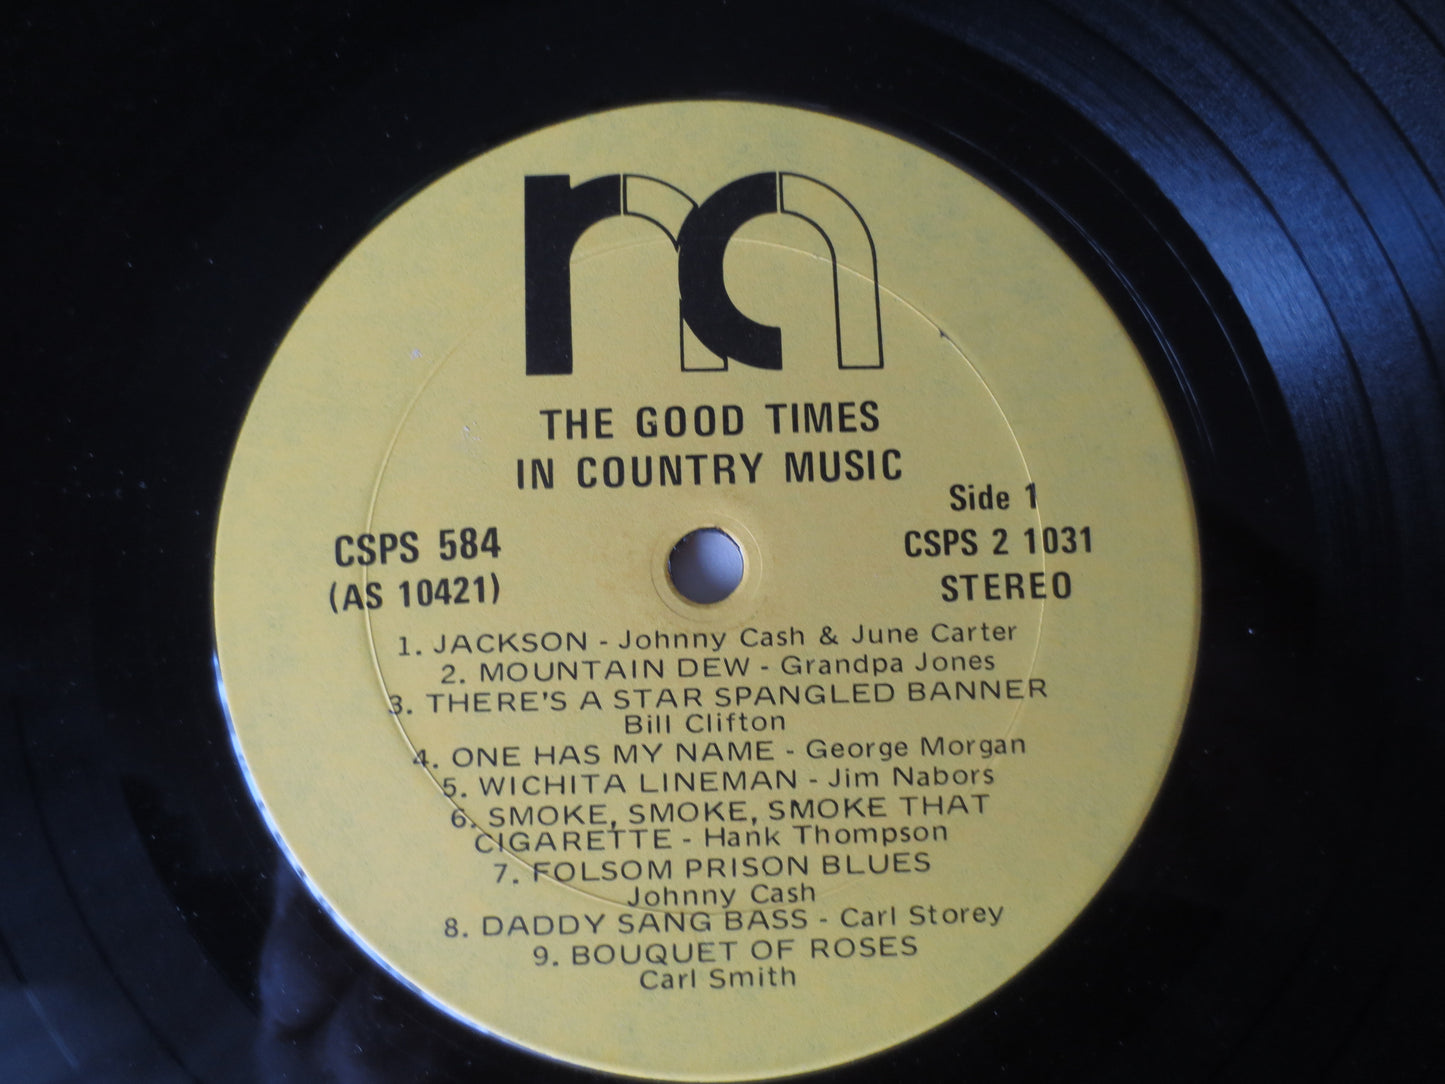 THE GOOD TIMES
IN COUNTRY MUSIC
Side 1
CSPS 584
CSPS 2 1031
(AS 10421)
STEREO
1. JACKSON - Johnny Cash & June Carter
2. MOUNTAIN DEW - Grandpa Jones
3. THERE'S A STAR SPANGLED BANNER
Bill Clifton
4. ONE HAS MY NAME - George Morgan
5. WICHITA LINEMAN - Jim Nabors
6. SMOKE, SMOKE, SMOKE THAT
CIGARETTE - Hank Thompson
7. FOLSOM PRISON BLUES
Johnny Cash
8. DADDY SANG BASS - Carl Storey
9. BOUQUET OF ROSES
Carl Smith